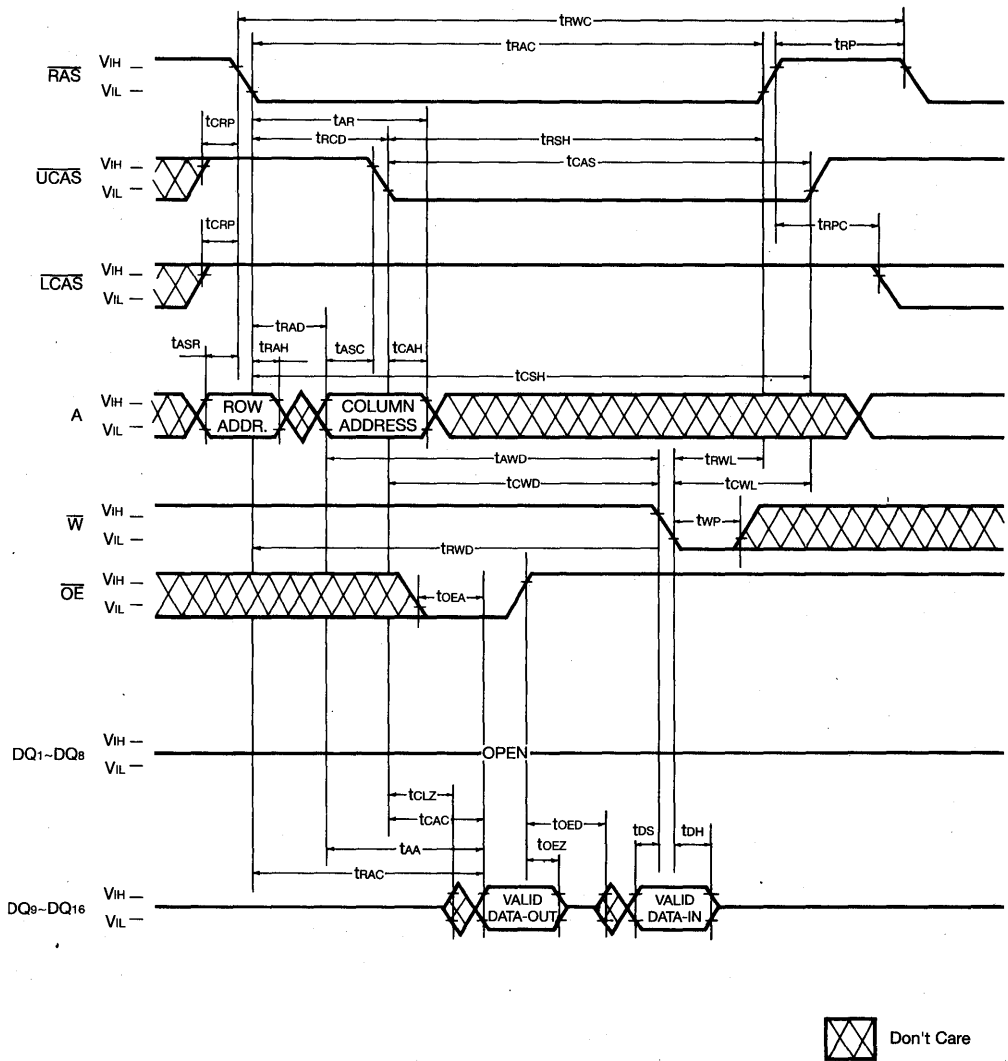 tRWC
tRAC
tRP
RAS
VIH
VIL
tCRP
tAR
tRCD
tRSH
tCAS
UCAS
VIH
VIL
tCRP
tRPC
LCAS
VIH
VIL
tRAD
tASR
tRAH
tASC
tCAH
tCSH
A
VIH
VIL
ROW
ADDR.
COLUMN
ADDRESS
tAWD
tRWL
tCWD
tCWL
W
VIH
VIL
tWP
tRWD
OE
VIH
VIL
tOEA
DQ1~DQ8
VIH
VIL
OPEN
tCLZ
tCAC
tOED
tDS
tDH
tAA
tOEZ
tRAC
DQ9~DQ16
VIH
VIL
VALID
DATA-OUT
VALID
DATA-IN
Don't Care